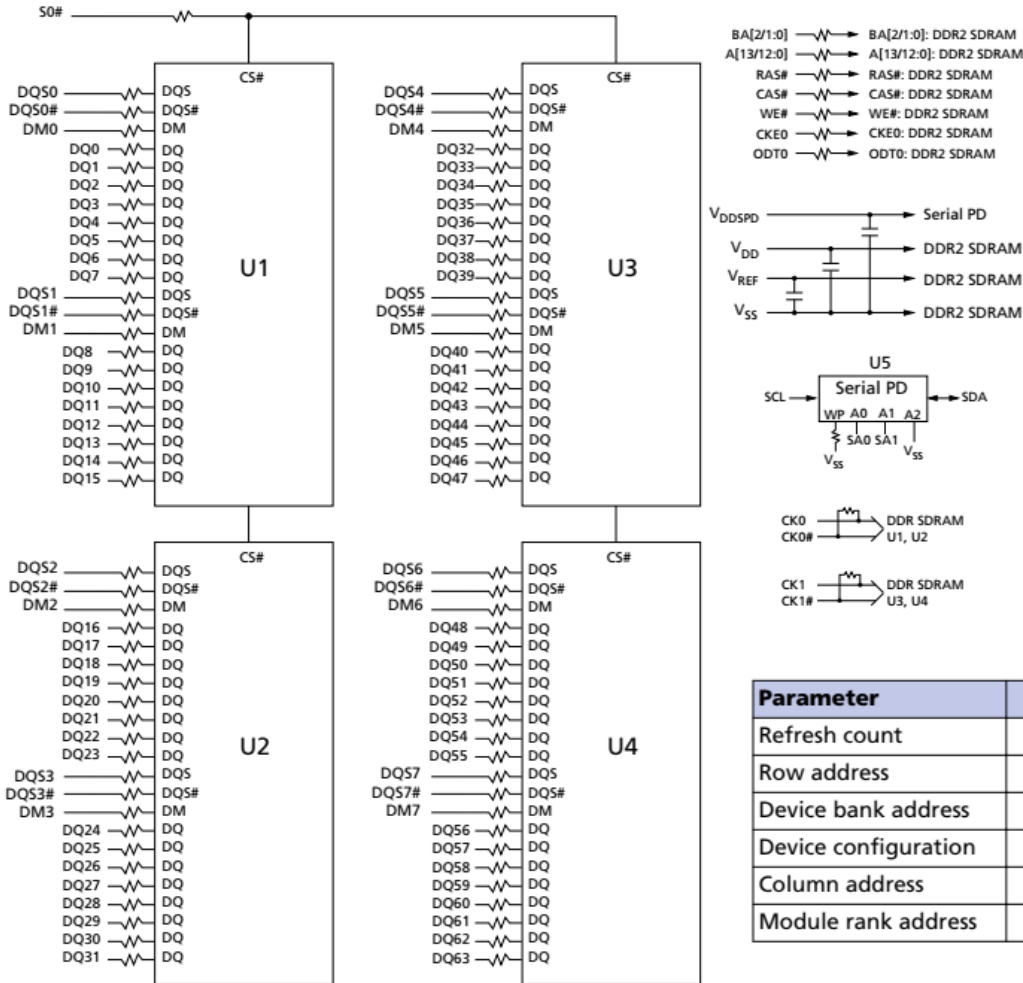 S0#
CS#
DQS0 DQS
DQS0# DQS#
DM0 DM
DQ0 DQ
DQ1 DQ
DQ2 DQ
DQ3 DQ
DQ4 DQ
DQ5 DQ
DQ6 DQ
DQ7 DQ
U1
DQS1 DQS
DQS1# DQS#
DM1 DM
DQ8 DQ
DQ9 DQ
DQ10 DQ
DQ11 DQ
DQ12 DQ
DQ13 DQ
DQ14 DQ
DQ15 DQ
CS#
DQS2 DQS
DQS2# DQS#
DM2 DM
DQ16 DQ
DQ17 DQ
DQ18 DQ
DQ19 DQ
DQ20 DQ
DQ21 DQ
DQ22 DQ
DQ23 DQ
U2
DQS3 DQS
DQS3# DQS#
DM3 DM
DQ24 DQ
DQ25 DQ
DQ26 DQ
DQ27 DQ
DQ28 DQ
DQ29 DQ
DQ30 DQ
DQ31 DQ
CS#
DQS4 DQS
DQS4# DQS#
DM4 DM
DQ32 DQ
DQ33 DQ
DQ34 DQ
DQ35 DQ
DQ36 DQ
DQ37 DQ
DQ38 DQ
DQ39 DQ
U3
DQS5 DQS
DQS5# DQS#
DM5 DM
DQ40 DQ
DQ41 DQ
DQ42 DQ
DQ43 DQ
DQ44 DQ
DQ45 DQ
DQ46 DQ
DQ47 DQ
CS#
DQS6 DQS
DQS6# DQS#
DM6 DM
DQ48 DQ
DQ49 DQ
DQ50 DQ
DQ51 DQ
DQ52 DQ
DQ53 DQ
DQ54 DQ
DQ55 DQ
U4
DQS7 DQS
DQS7# DQS#
DM7 DM
DQ56 DQ
DQ57 DQ
DQ58 DQ
DQ59 DQ
DQ60 DQ
DQ61 DQ
DQ62 DQ
DQ63 DQ
BA[2/1:0] BA[2/1:0]: DDR2 SDRAM
A[13/12:0] A[13/12:0]: DDR2 SDRAM
RAS# RAS#: DDR2 SDRAM
CAS# CAS#: DDR2 SDRAM
WE# WE#: DDR2 SDRAM
CKE0 CKE0: DDR2 SDRAM
ODT0 ODT0: DDR2 SDRAM
VDDSPD Serial PD
VDD DDR2 SDRAM
VREF DDR2 SDRAM
VSS DDR2 SDRAM
U5
Serial PD
SCL SDA
WP A0 A1 A2
SA0 SA1
VSS VSS
CK0 DDR SDRAM
CK0# U1, U2
CK1 DDR SDRAM
CK1# U3, U4
Parameter
Refresh count
Row address
Device bank address
Device configuration
Column address
Module rank address